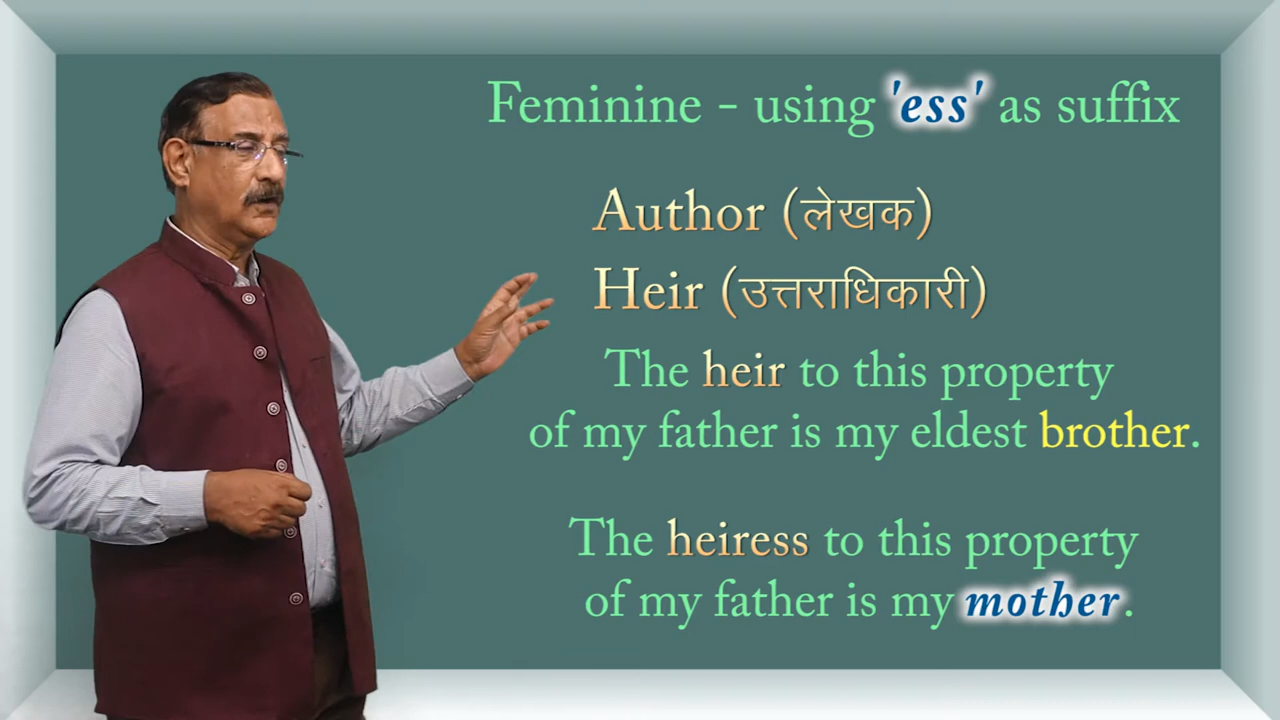 Feminine - using 'ess' as suffix
Author (लेखक)
Heir (उत्तराधिकारी)
The heir to this property
of my father is my eldest brother.
The heiress to this property
of my father is my mother.